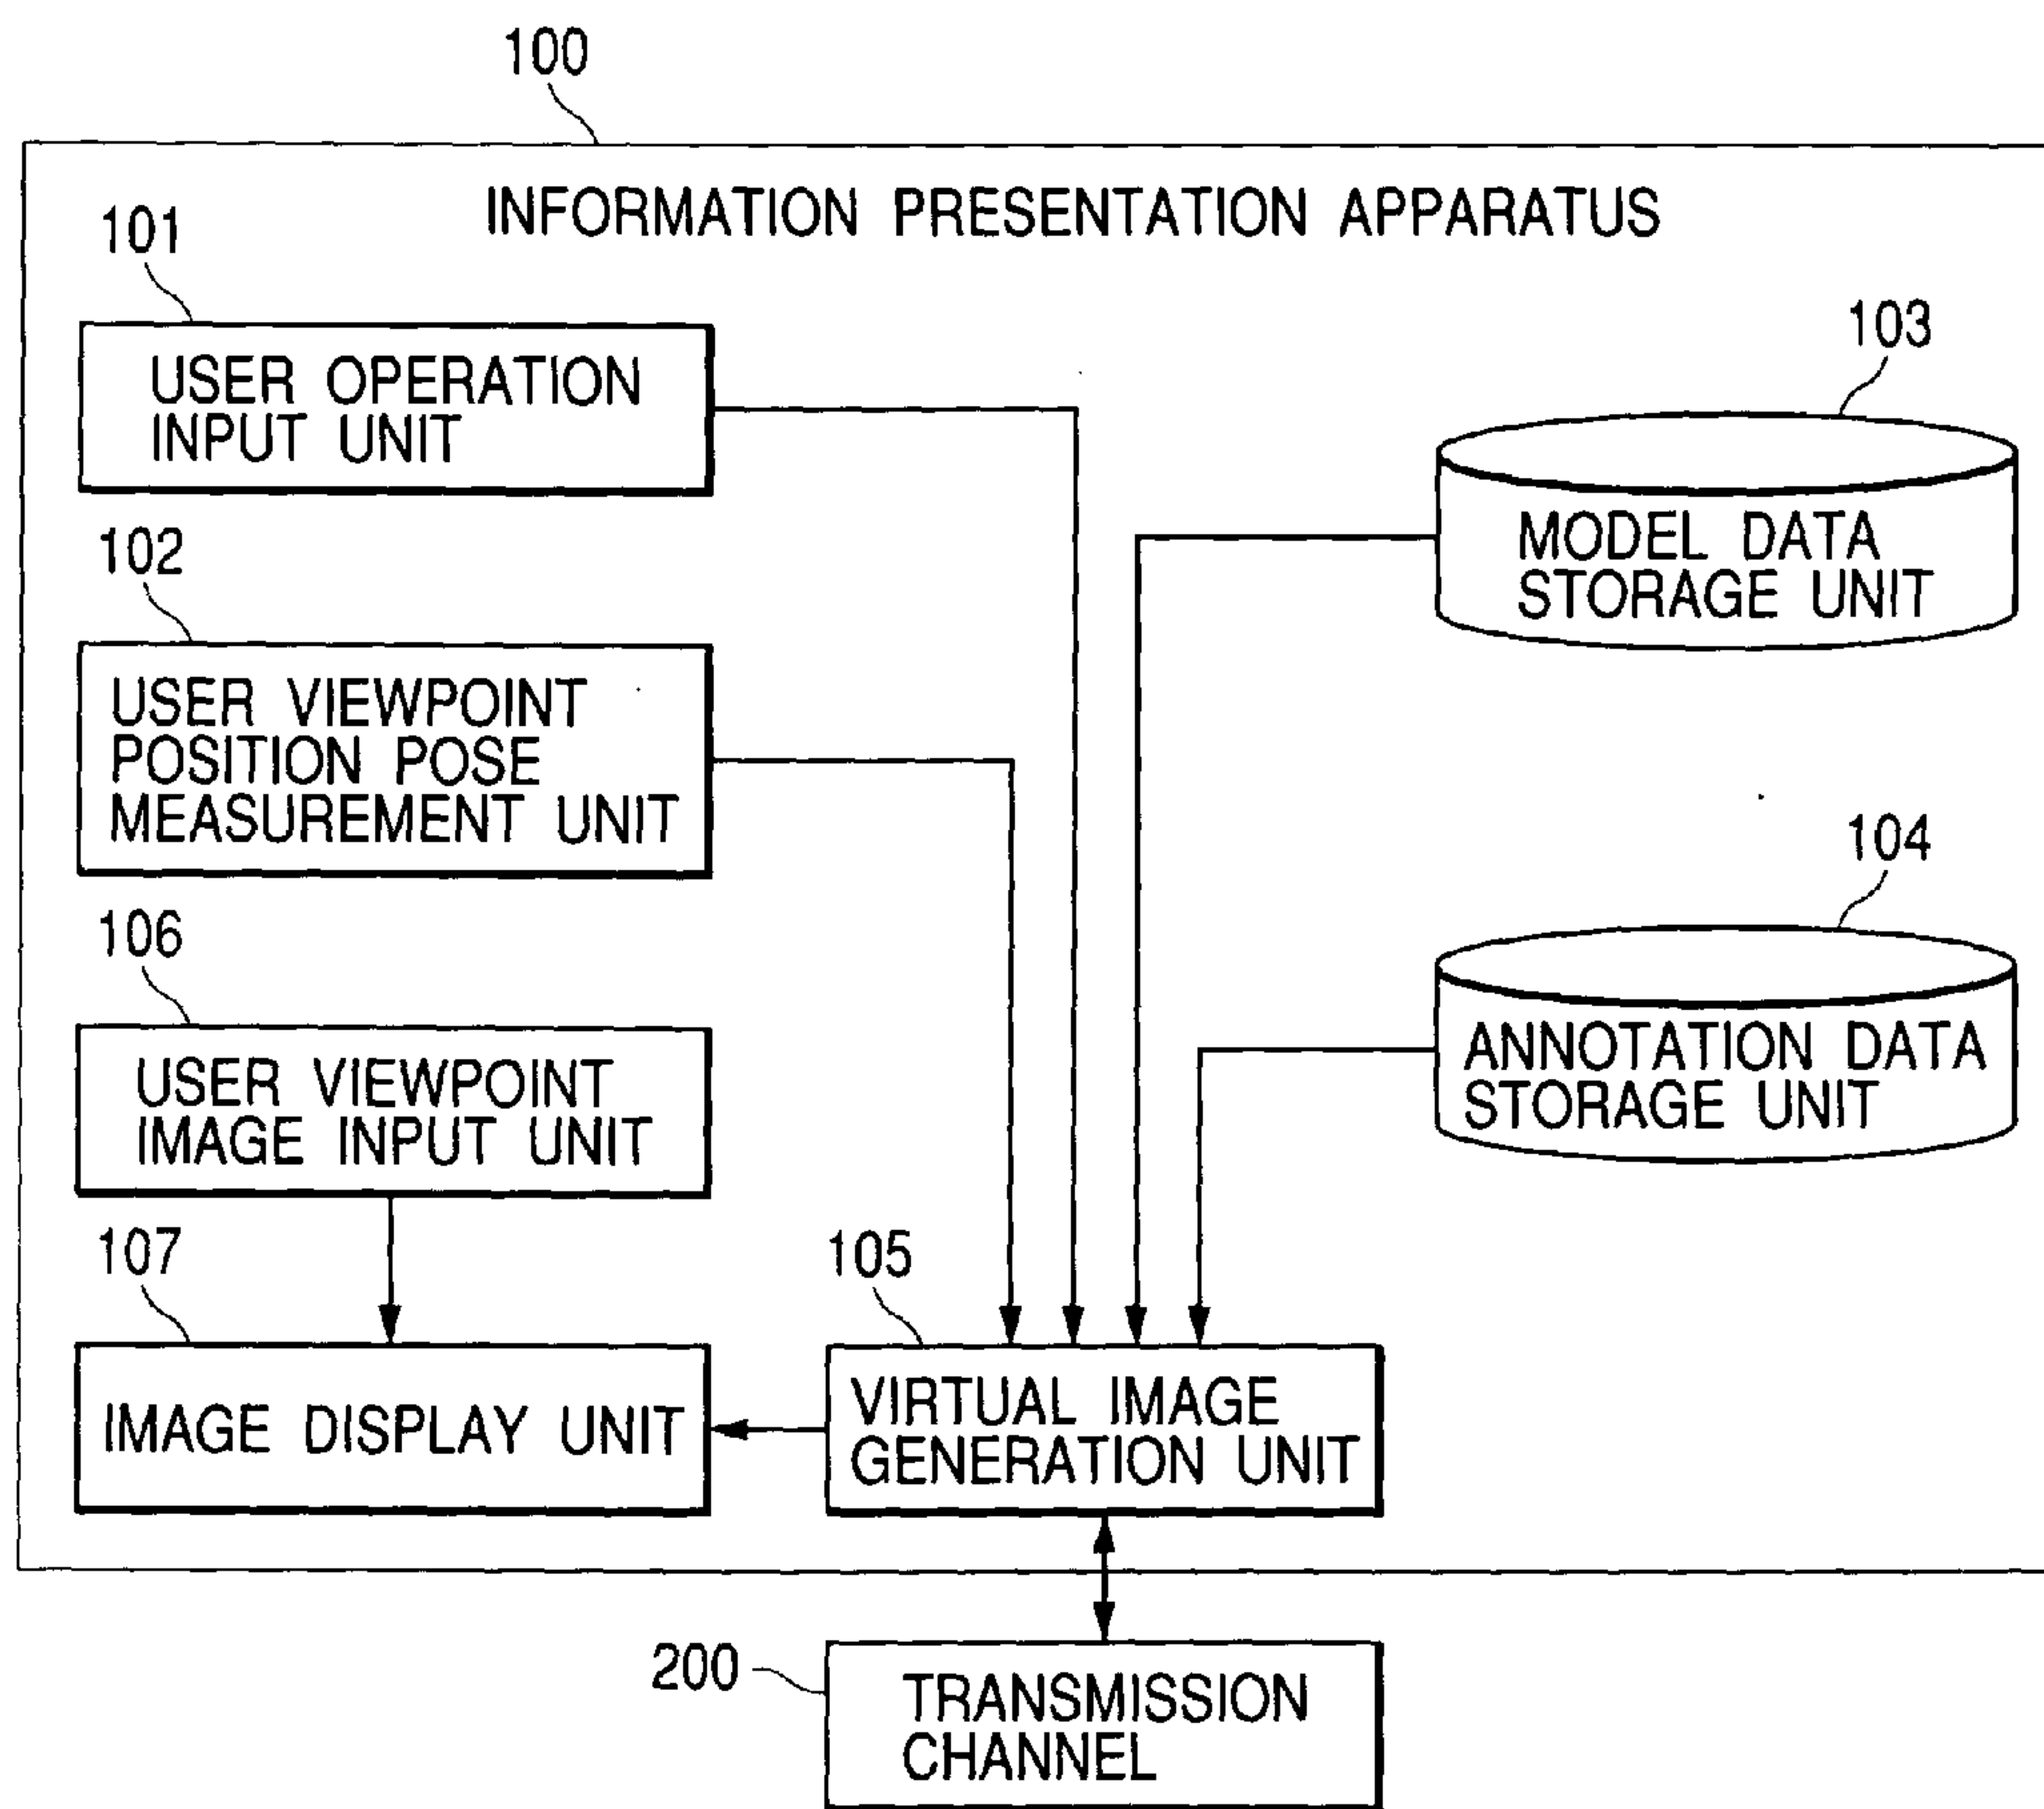 100
INFORMATION PRESENTATION APPARATUS
101
USER OPERATION
INPUT UNIT
103
MODEL DATA
STORAGE UNIT
102
USER VIEWPOINT
POSITION POSE
MEASUREMENT UNIT
104
ANNOTATION DATA
STORAGE UNIT
106
USER VIEWPOINT
IMAGE INPUT UNIT
107
IMAGE DISPLAY UNIT
105
VIRTUAL IMAGE
GENERATION UNIT
200
TRANSMISSION
CHANNEL